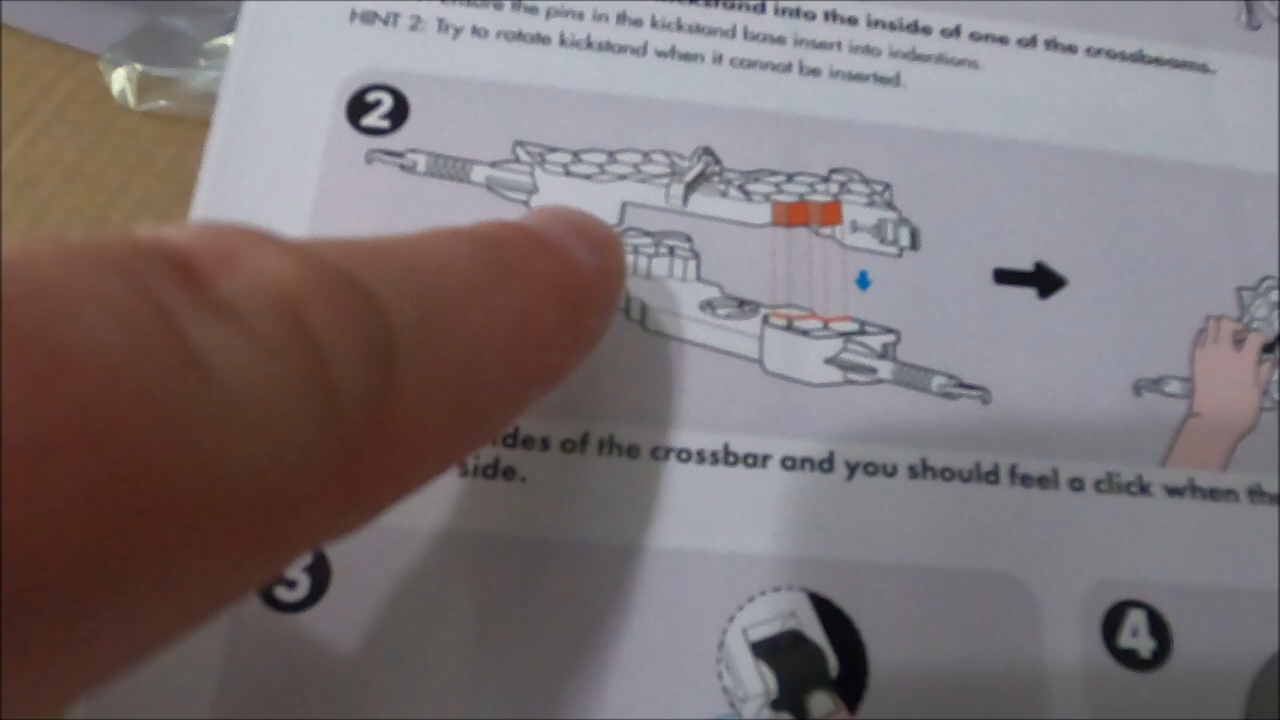 kickstand into the inside of one of the crossbeams.
ensure the pins in the kickstand base insert into indentions
HINT 2: Try to rotate kickstand when it cannot be inserted.
2
des of the crossbar and you should feel a click when the
side.
3
4